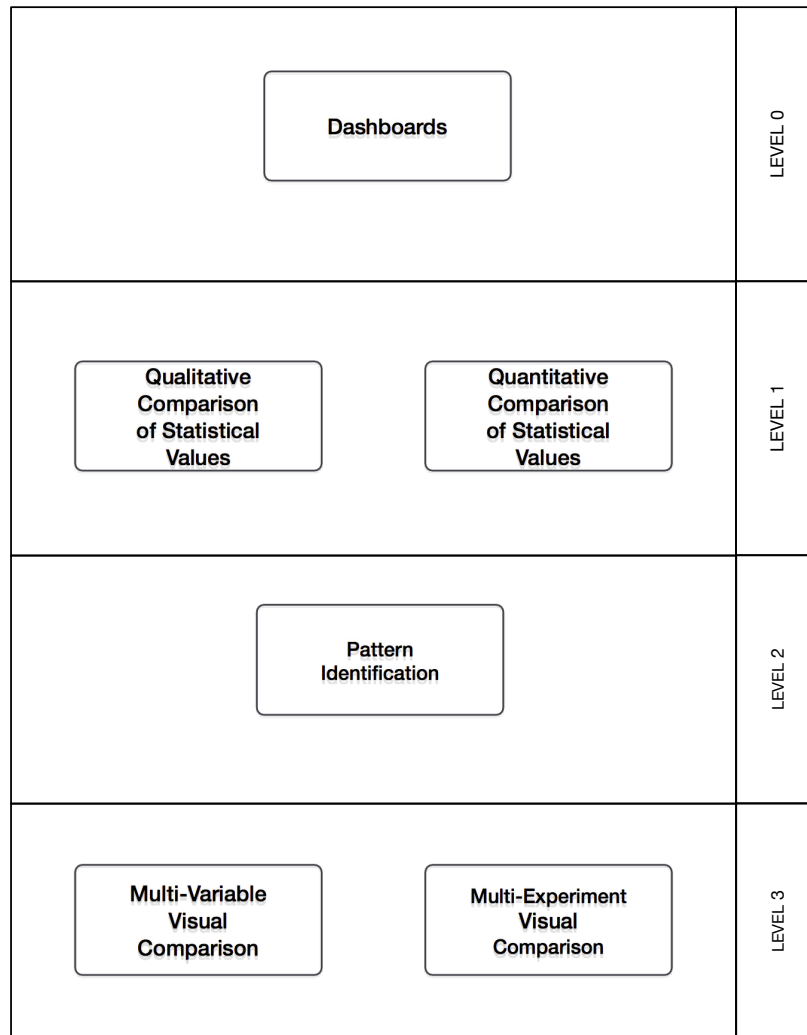 Dashboards
LEVEL 0
Qualitative
Comparison
of Statistical
Values
Quantitative
Comparison
of Statistical
Values
LEVEL 1
Pattern
Identification
LEVEL 2
Multi-Variable
Visual
Comparison
Multi-Experiment
Visual
Comparison
LEVEL 3